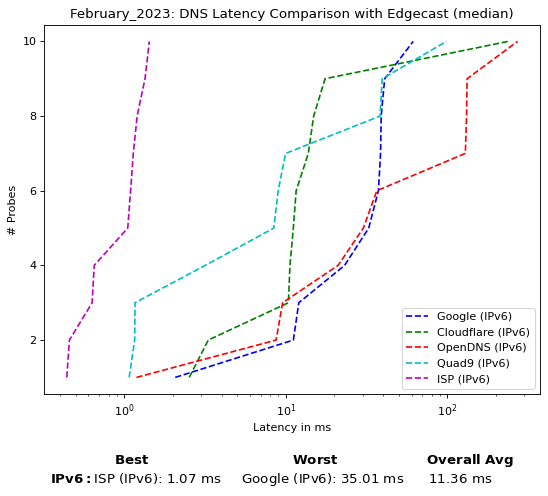 February_2023: DNS Latency Comparison with Edgecast (median)
10
8
6
4
2
# Probes
10⁰ 10¹ 10²
Latency in ms
Google (IPv6)
Cloudflare (IPv6)
OpenDNS (IPv6)
Quad9 (IPv6)
ISP (IPv6)
Best Worst Overall Avg
IPv6: ISP (IPv6): 1.07 ms Google (IPv6): 35.01 ms 11.36 ms